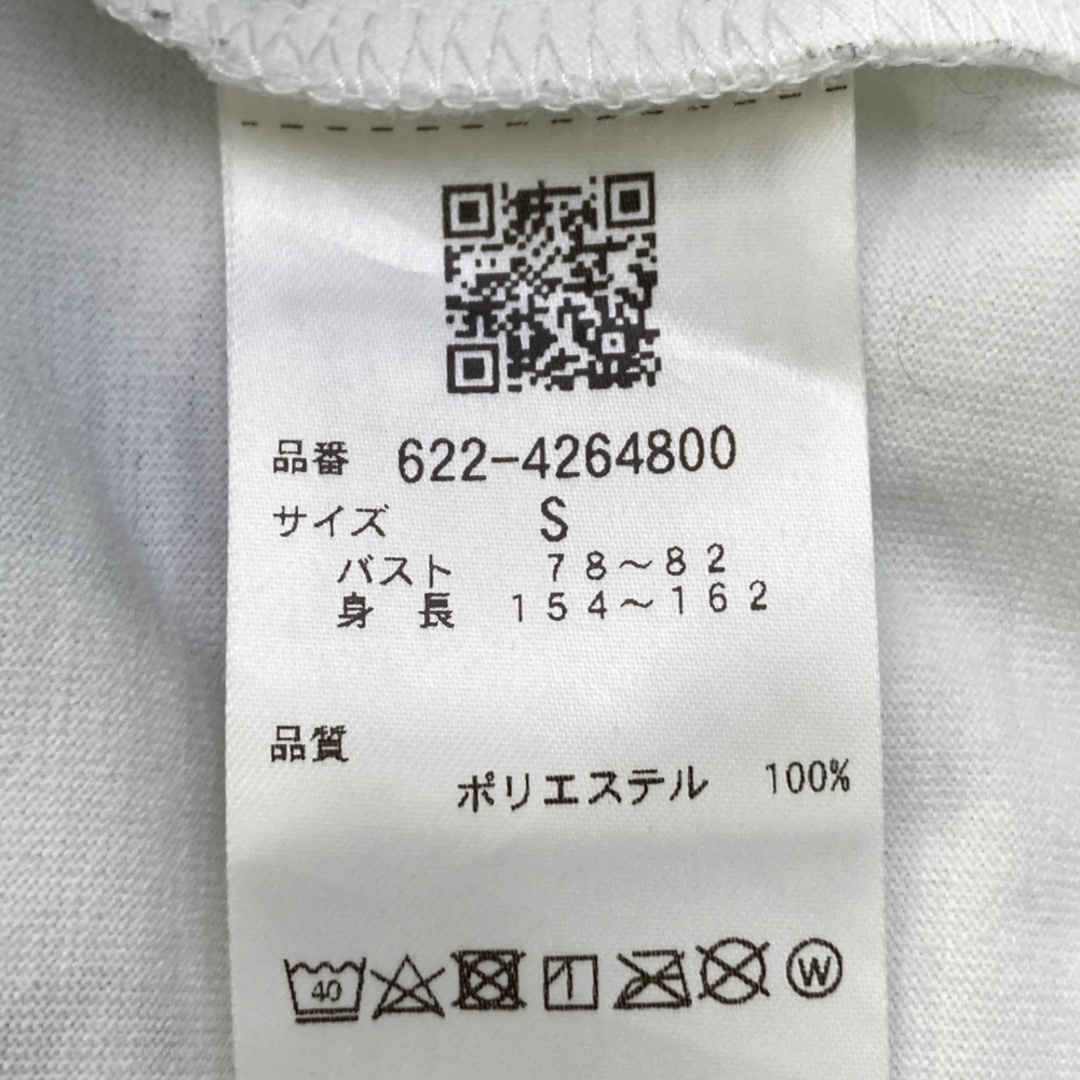 品番 622-4264800
サイズ S
バスト 78～82
身長 154～162
品質
ポリエステル 100%
40 W